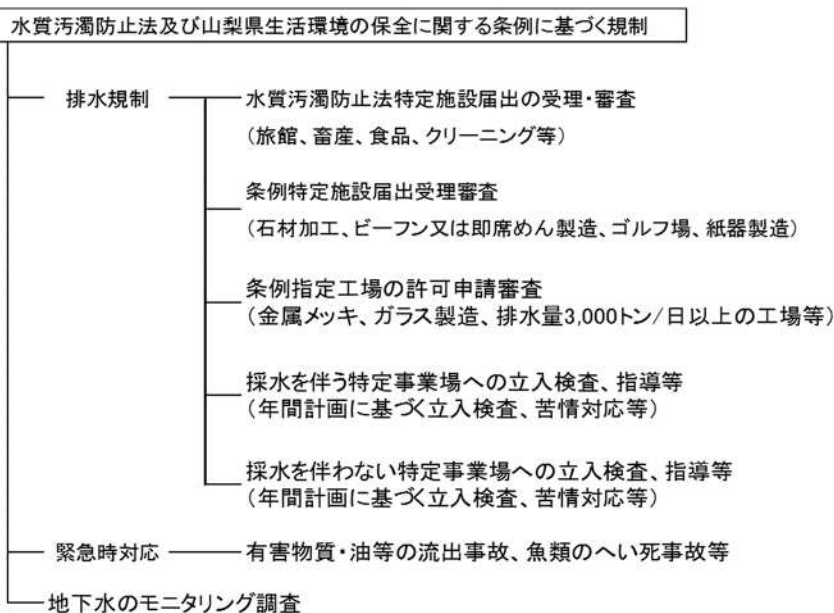 水質汚濁防止法及び山梨県生活環境の保全に関する条例に基づく規制
排水規制
水質汚濁防止法特定施設届出の受理・審査
（旅館、畜産、食品、クリーニング等）
条例特定施設届出受理審査
（石材加工、ビーフン又は即席めん製造、ゴルフ場、紙器製造）
条例指定工場の許可申請審査
（金属メッキ、ガラス製造、排水量3,000トン/日以上の工場等）
採水を伴う特定事業場への立入検査、指導等
（年間計画に基づく立入検査、苦情対応等）
採水を伴わない特定事業場への立入検査、指導等
（年間計画に基づく立入検査、苦情対応等）
緊急時対応
有害物質・油等の流出事故、魚類のへい死事故等
地下水のモニタリング調査